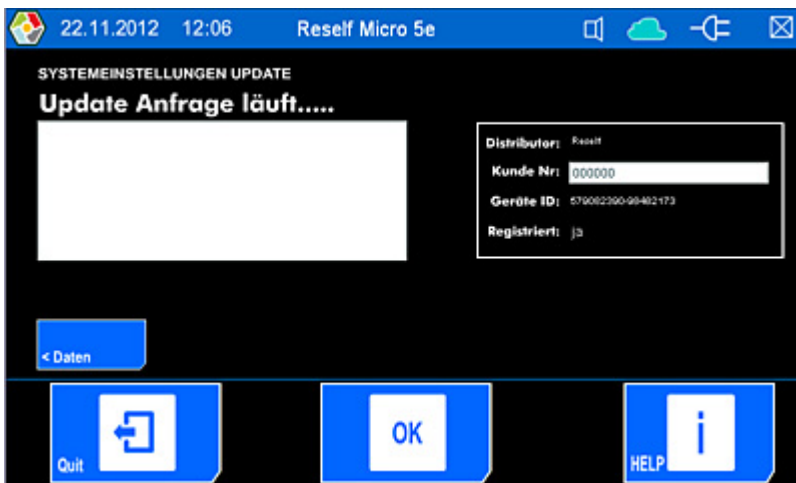 22.11.2012 12:06 Reself Micro 5e
SYSTEMEINSTELLUNGEN UPDATE
Update Anfrage läuft.....
Distributor: Reself
Kunde Nr: 000000
Geräte ID: 579082390-98482173
Registriert: ja
< Daten
Quit
OK
i
HELP